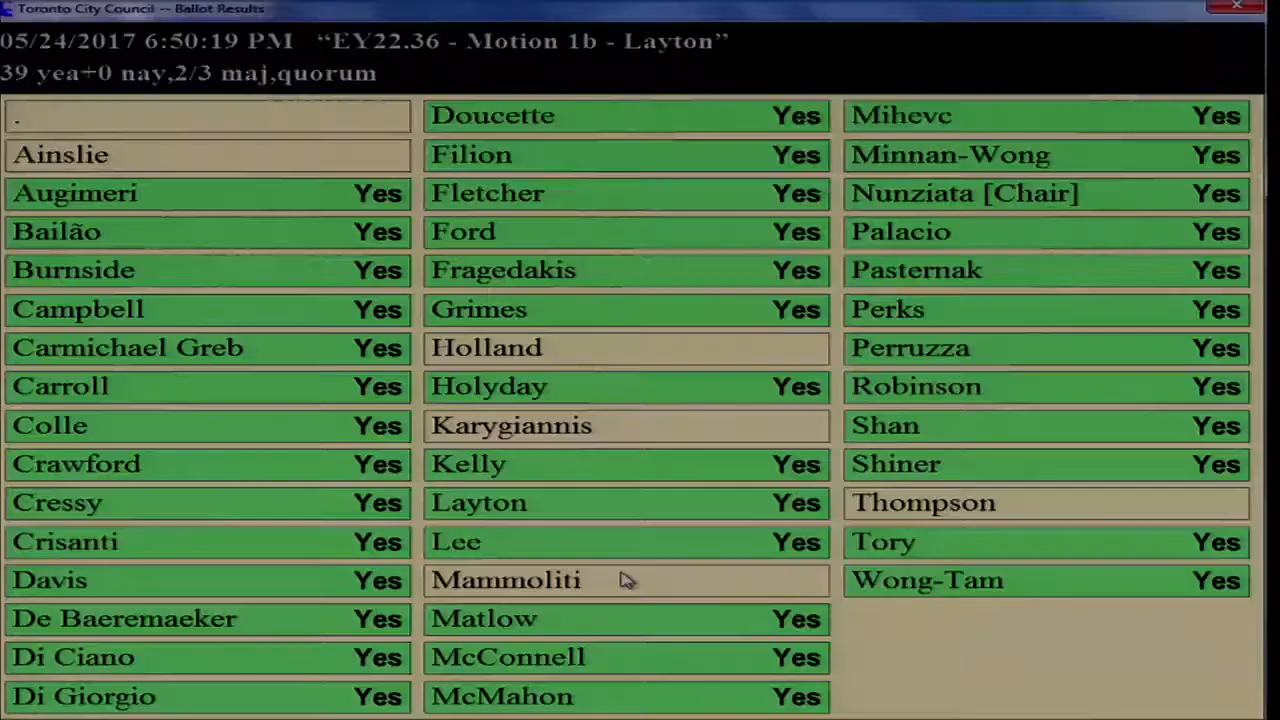 Toronto City Council -- Ballot Results
05/24/2017 6:50:19 PM “EY22.36 - Motion 1b - Layton”
39 yea+0 nay,2/3 maj,quorum
.
Ainslie
Augimeri Yes
Bailão Yes
Burnside Yes
Campbell Yes
Carmichael Greb Yes
Carroll Yes
Colle Yes
Crawford Yes
Cressy Yes
Crisanti Yes
Davis Yes
De Baeremaeker Yes
Di Ciano Yes
Di Giorgio Yes
Doucette Yes
Filion Yes
Fletcher Yes
Ford Yes
Fragedakis Yes
Grimes Yes
Holland
Holyday Yes
Karygiannis
Kelly Yes
Layton Yes
Lee Yes
Mammoliti
Matlow Yes
McConnell Yes
McMahon Yes
Mihevc Yes
Minnan-Wong Yes
Nunziata [Chair] Yes
Palacio Yes
Pasternak Yes
Perks Yes
Perruzza Yes
Robinson Yes
Shan Yes
Shiner Yes
Thompson
Tory Yes
Wong-Tam Yes